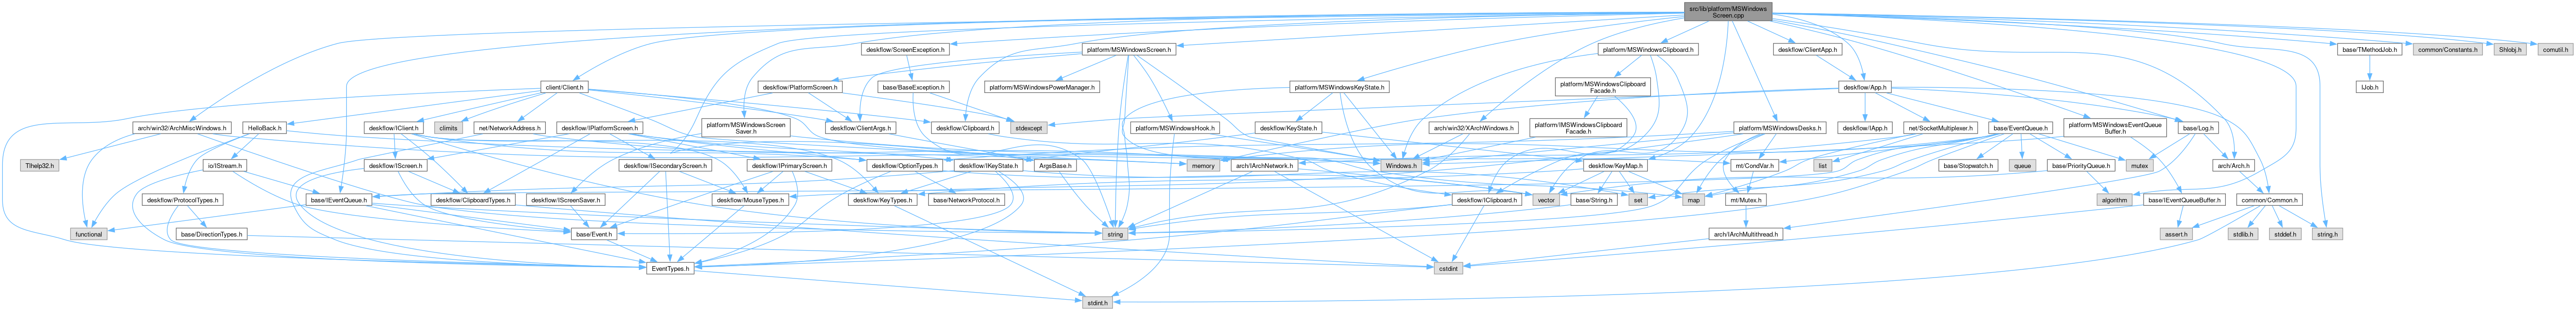 src/lib/platform/MSWindows
Screen.cpp
deskflow/ScreenException.h
platform/MSWindowsScreen.h
platform/MSWindowsClipboard.h
deskflow/ClientApp.h
base/TMethodJob.h
common/Constants.h
Shlobj.h
comutil.h
client/Client.h
deskflow/PlatformScreen.h
base/BaseException.h
platform/MSWindowsPowerManager.h
platform/MSWindowsKeyState.h
platform/MSWindowsClipboard
Facade.h
deskflow/App.h
IJob.h
arch/win32/ArchMiscWindows.h
HelloBack.h
deskflow/IClient.h
climits
net/NetworkAddress.h
deskflow/IPlatformScreen.h
platform/MSWindowsScreen
Saver.h
deskflow/ClientArgs.h
deskflow/Clipboard.h
stdexcept
platform/MSWindowsHook.h
deskflow/KeyState.h
arch/win32/XArchWindows.h
platform/IMSWindowsClipboard
Facade.h
platform/MSWindowsDesks.h
deskflow/IApp.h
net/SocketMultiplexer.h
base/EventQueue.h
platform/MSWindowsEventQueue
Buffer.h
base/Log.h
Tlhelp32.h
io/IStream.h
deskflow/IScreen.h
deskflow/ISecondaryScreen.h
deskflow/IPrimaryScreen.h
deskflow/OptionTypes.h
deskflow/IKeyState.h
ArgsBase.h
memory
arch/IArchNetwork.h
Windows.h
deskflow/KeyMap.h
mt/CondVar.h
list
base/Stopwatch.h
queue
base/PriorityQueue.h
mutex
arch/Arch.h
deskflow/ProtocolTypes.h
base/IEventQueue.h
deskflow/ClipboardTypes.h
deskflow/IScreenSaver.h
deskflow/MouseTypes.h
deskflow/KeyTypes.h
base/NetworkProtocol.h
vector
deskflow/IClipboard.h
base/String.h
set
map
mt/Mutex.h
algorithm
base/IEventQueueBuffer.h
common/Common.h
functional
base/DirectionTypes.h
base/Event.h
string
arch/IArchMultithread.h
assert.h
stdlib.h
stddef.h
string.h
EventTypes.h
cstdint
stdint.h